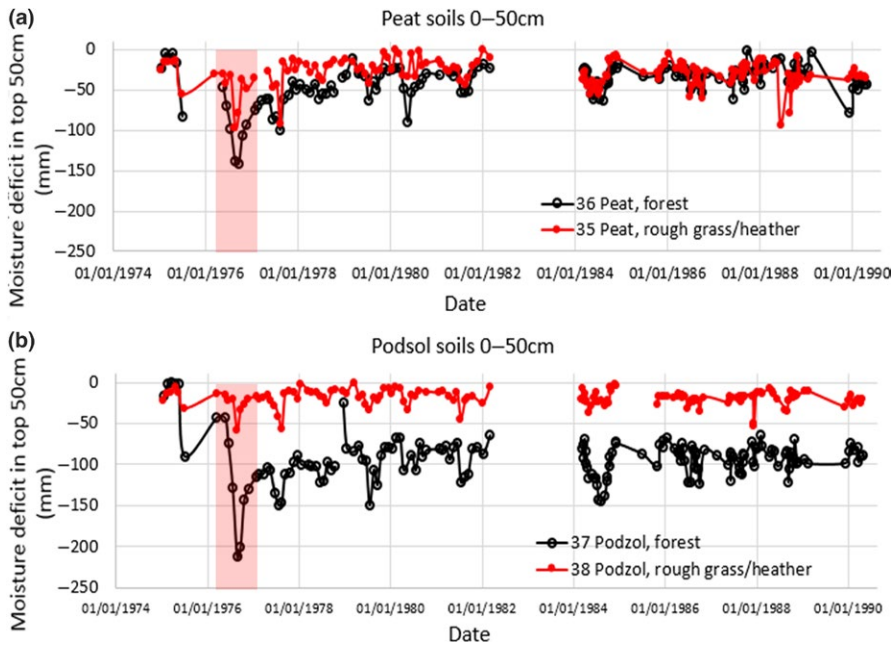 (a)
Peat soils 0–50cm
Moisture deficit in top 50cm
(mm)
0
−50
−100
−150
−200
−250
36 Peat, forest
35 Peat, rough grass/heather
01/01/1974 01/01/1976 01/01/1978 01/01/1980 01/01/1982 01/01/1984 01/01/1986 01/01/1988 01/01/1990
Date
(b)
Podsol soils 0–50cm
Moisture deficit in top 50cm
(mm)
0
−50
−100
−150
−200
−250
37 Podzol, forest
38 Podzol, rough grass/heather
01/01/1974 01/01/1976 01/01/1978 01/01/1980 01/01/1982 01/01/1984 01/01/1986 01/01/1988 01/01/1990
Date